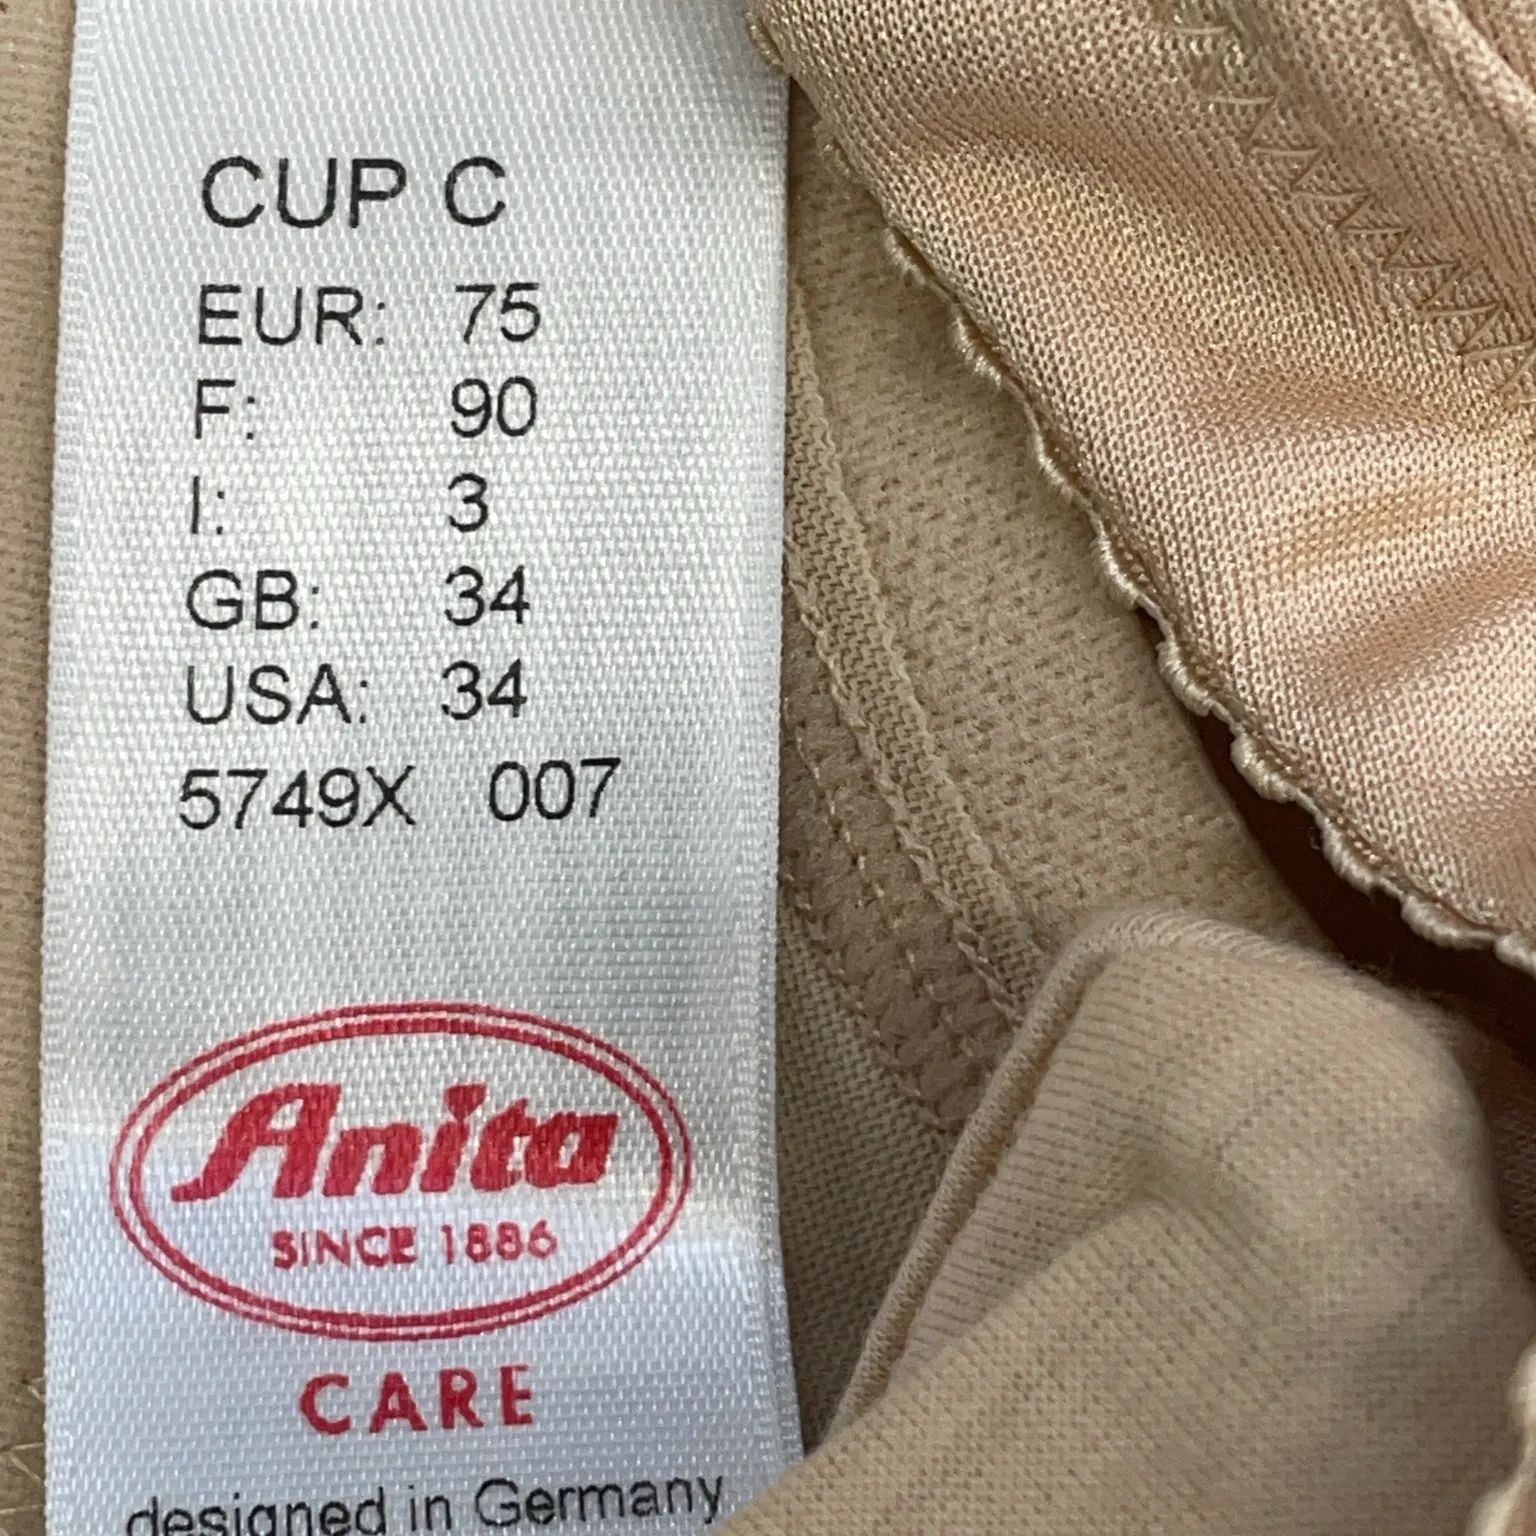 CUP C
EUR: 75
F: 90
I: 3
GB: 34
USA: 34
5749X 007
Anita
SINCE 1886
CARE
designed in Germany